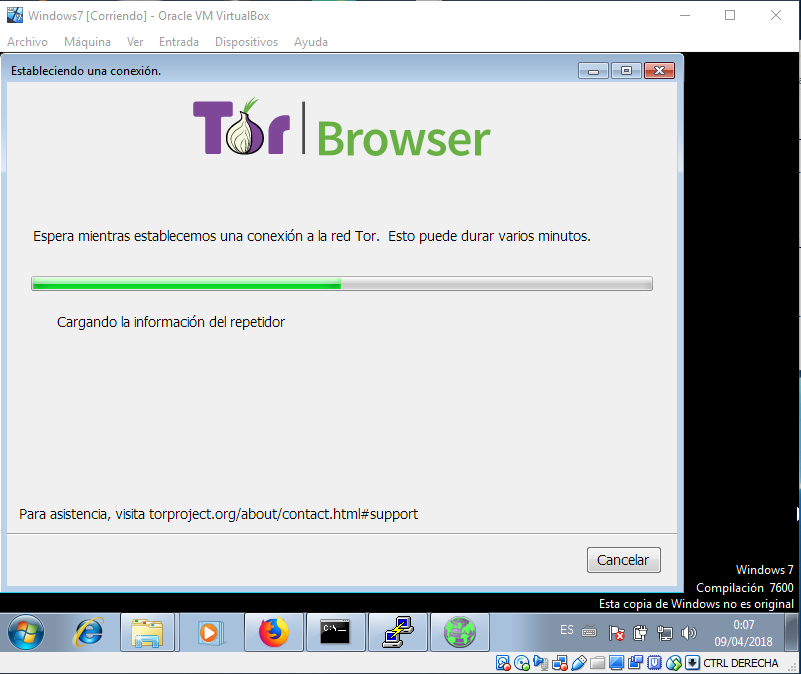 Windows7 [Corriendo] - Oracle VM VirtualBox
Archivo Máquina Ver Entrada Dispositivos Ayuda
Estableciendo una conexión.
Tor Browser
Espera mientras establecemos una conexión a la red Tor. Esto puede durar varios minutos.
Cargando la información del repetidor
Para asistencia, visita torproject.org/about/contact.html#support
Cancelar
Windows 7
Compilación 7600
Esta copia de Windows no es original
C:\_
ES
0:07
09/04/2018
CTRL DERECHA